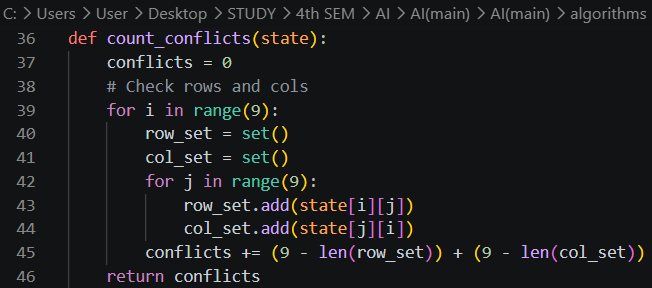 C: > Users > User > Desktop > STUDY > 4th SEM > AI > AI(main) > AI(main) > algorithms
36 def count_conflicts(state):
37     conflicts = 0
38     # Check rows and cols
39     for i in range(9):
40         row_set = set()
41         col_set = set()
42         for j in range(9):
43             row_set.add(state[i][j])
44             col_set.add(state[j][i])
45         conflicts += (9 - len(row_set)) + (9 - len(col_set))
46     return conflicts